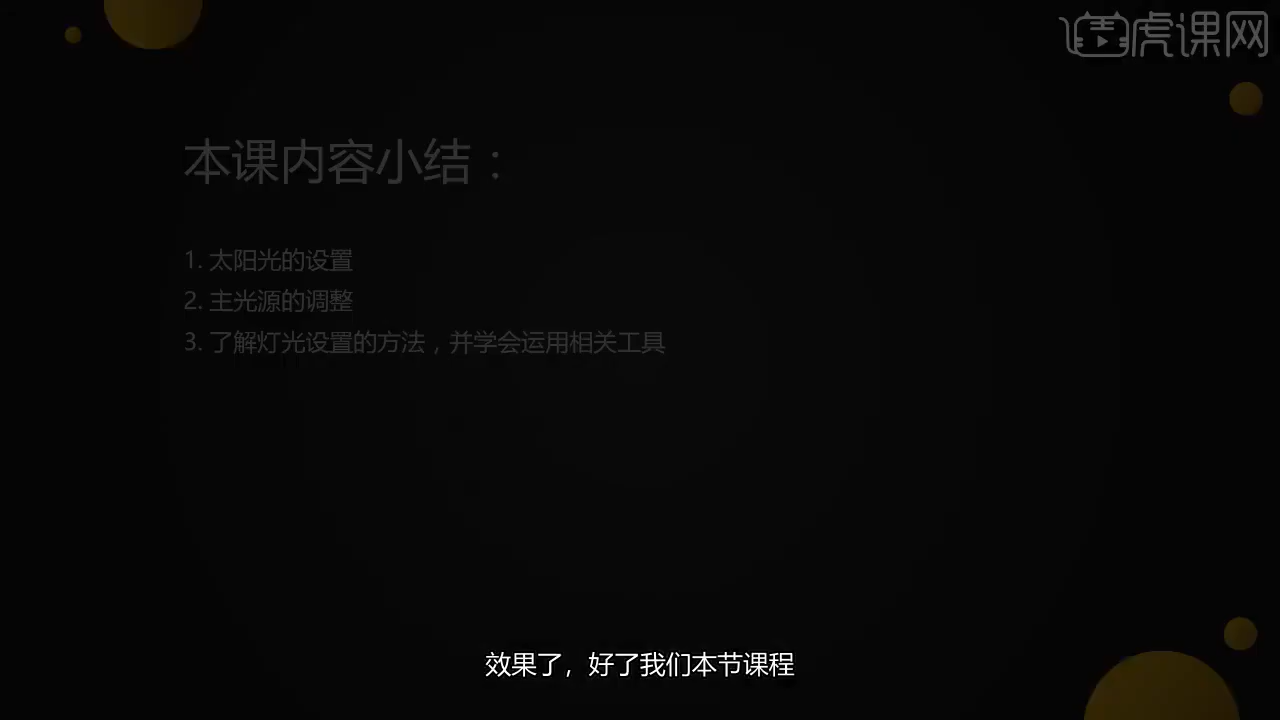 虎课网
本课内容小结：
1. 太阳光的设置
2. 主光源的调整
3. 了解灯光设置的方法，并学会运用相关工具
效果了，好了我们本节课程